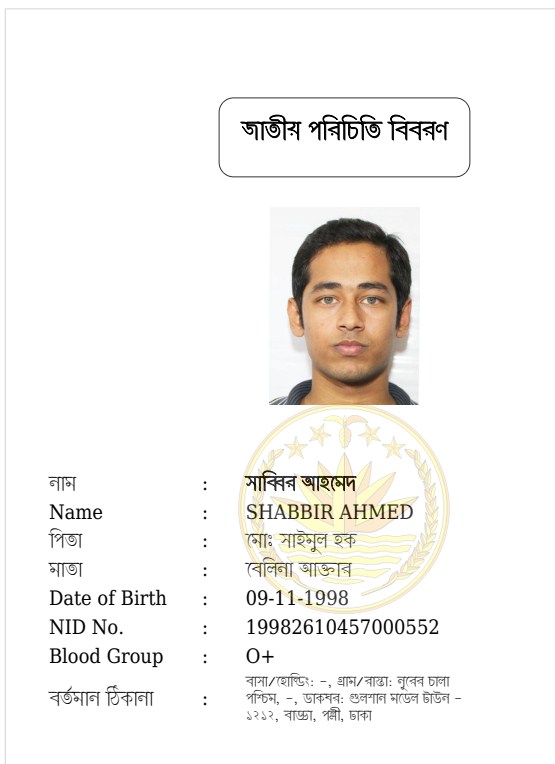 জাতীয় পরিচিতি বিবরণ
নাম : সাব্বির আহমেদ
Name : SHABBIR AHMED
পিতা : মোঃ সাইমুল হক
মাতা : বেলিনা আক্তার
Date of Birth : 09-11-1998
NID No. : 19982610457000552
Blood Group : O+
বর্তমান ঠিকানা : বাসা/হোল্ডিং: -, গ্রাম/রাস্তা: নুরের চালা
পশ্চিম, -, ডাকঘর: গুলশান মডেল টাউন -
১২১২, বাড্ডা, পল্লী, ঢাকা